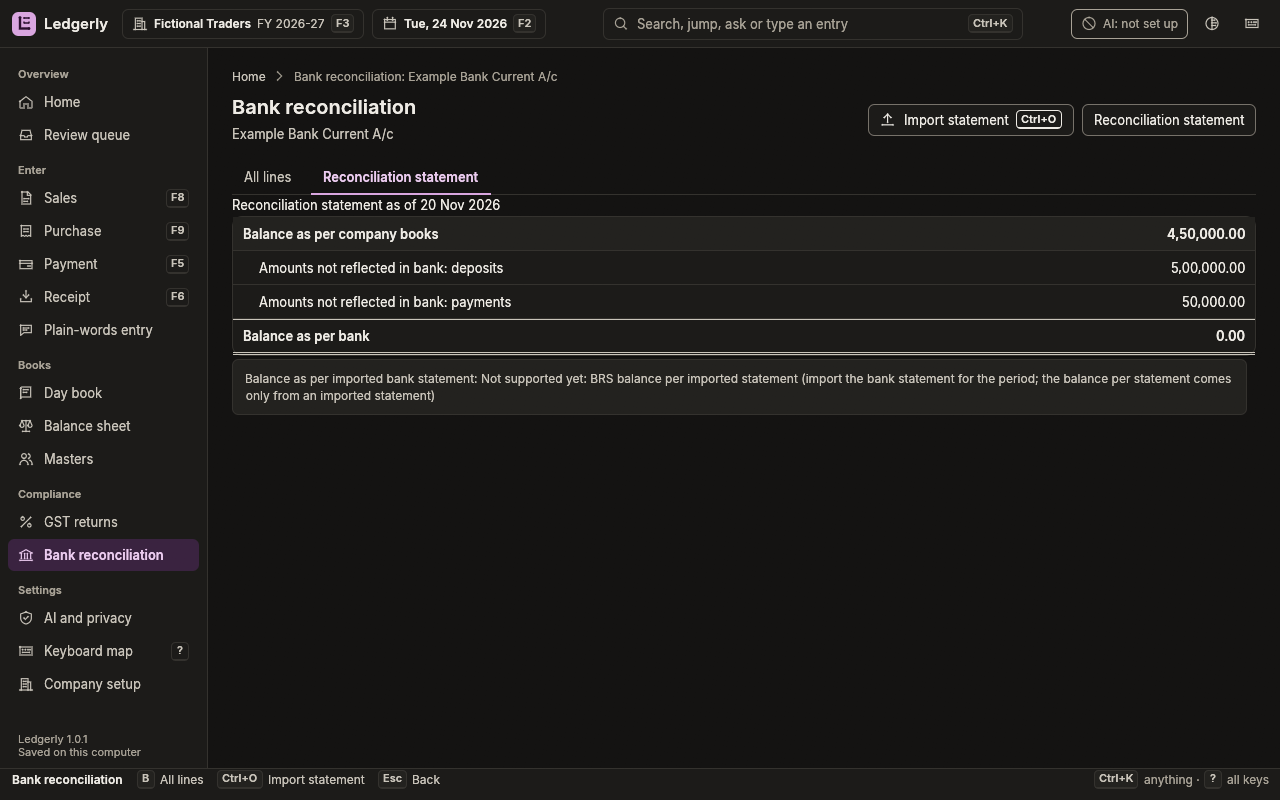 Ledgerly
Fictional Traders FY 2026-27 F3
Tue, 24 Nov 2026 F2
Search, jump, ask or type an entry Ctrl+K
AI: not set up
Overview
Home
Review queue
Enter
Sales F8
Purchase F9
Payment F5
Receipt F6
Plain-words entry
Books
Day book
Balance sheet
Masters
Compliance
GST returns
Bank reconciliation
Settings
AI and privacy
Keyboard map ?
Company setup
Ledgerly 1.0.1
Saved on this computer
Home Bank reconciliation: Example Bank Current A/c
Bank reconciliation
Example Bank Current A/c
Import statement Ctrl+O
Reconciliation statement
All lines Reconciliation statement
Reconciliation statement as of 20 Nov 2026
Balance as per company books 4,50,000.00
Amounts not reflected in bank: deposits 5,00,000.00
Amounts not reflected in bank: payments 50,000.00
Balance as per bank 0.00
Balance as per imported bank statement: Not supported yet: BRS balance per imported statement (import the bank statement for the period; the balance per statement comes
only from an imported statement)
Bank reconciliation B All lines Ctrl+O Import statement Esc Back
Ctrl+K anything · ? all keys